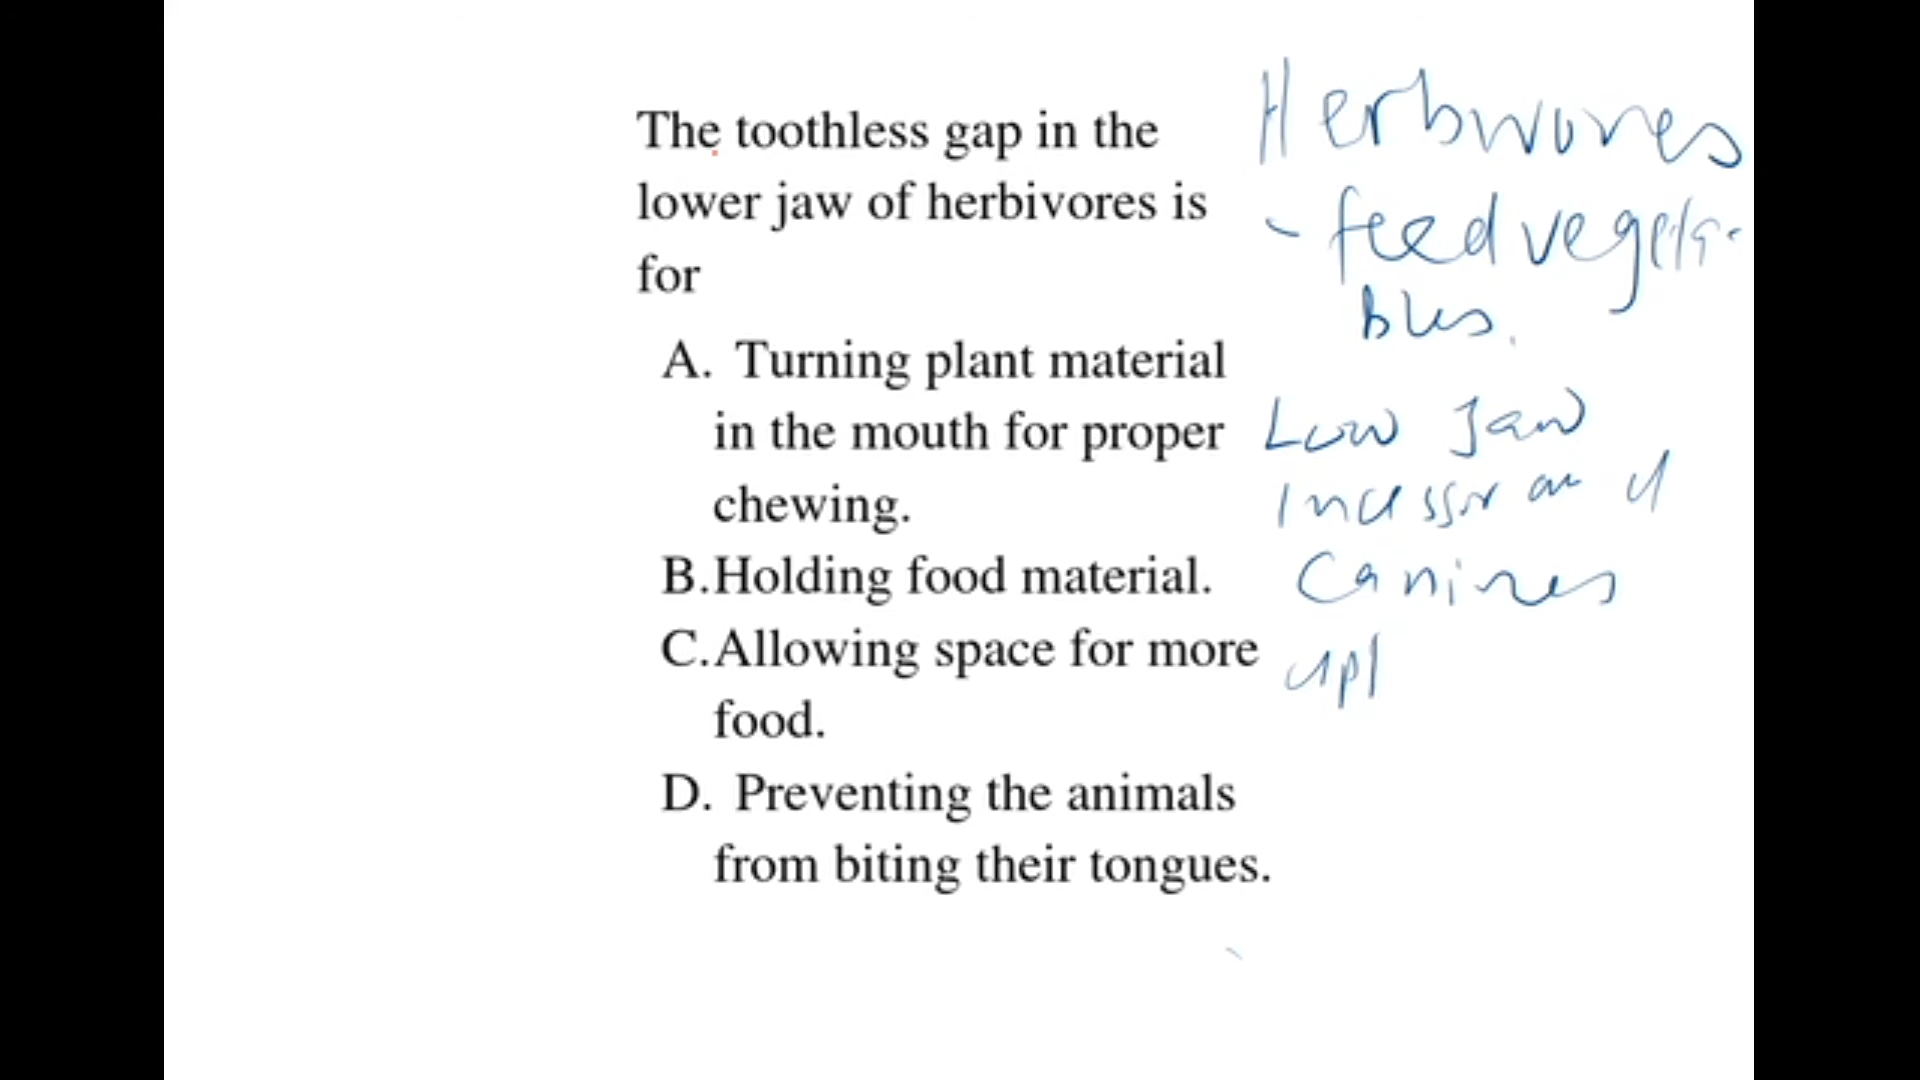 The toothless gap in the
lower jaw of herbivores is
for
A. Turning plant material
in the mouth for proper
chewing.
B.Holding food material.
C.Allowing space for more
food.
D. Preventing the animals
from biting their tongues.
Herbivores
- feed vegeta-
bles.
Low Jaw
Canines